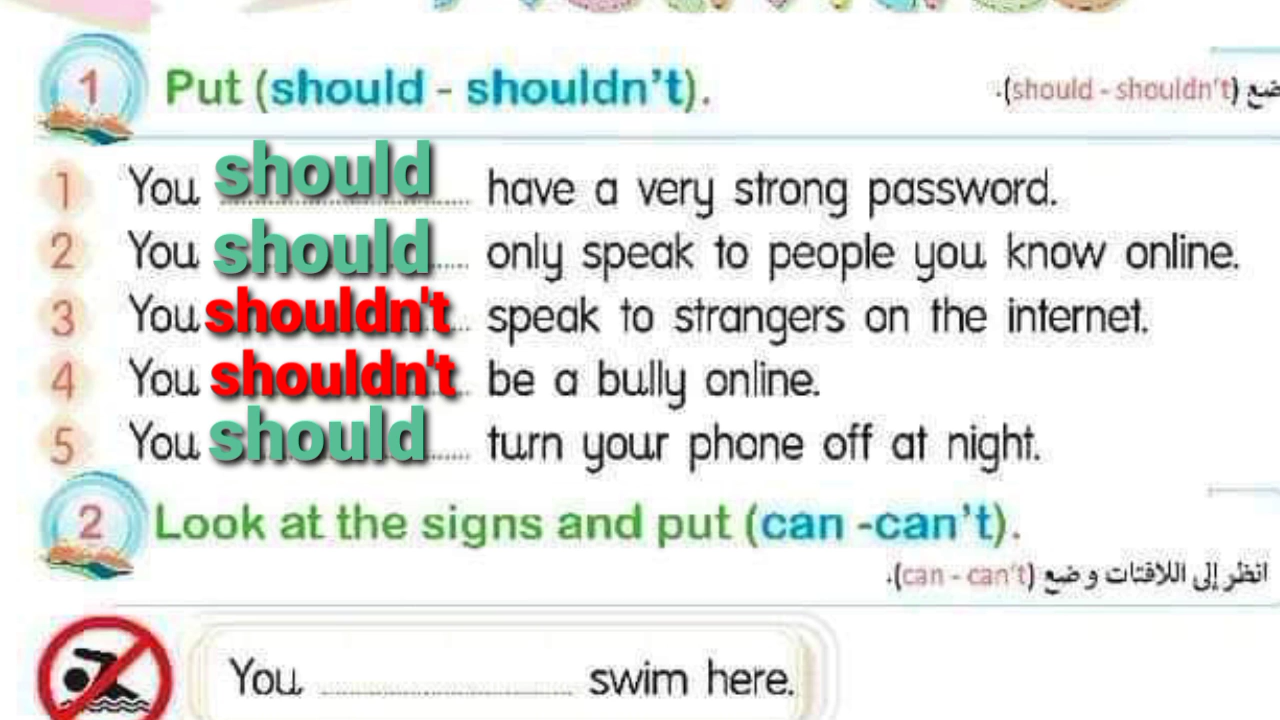 1 Put (should - shouldn't).
ضع (should - shouldn't).
1 You should have a very strong password.
2 You should only speak to people you know online.
3 You shouldn't speak to strangers on the internet.
4 You shouldn't be a bully online.
5 You should turn your phone off at night.
2 Look at the signs and put (can -can't).
انظر إلى اللافتات وضع (can - can't).
You .............................. swim here.